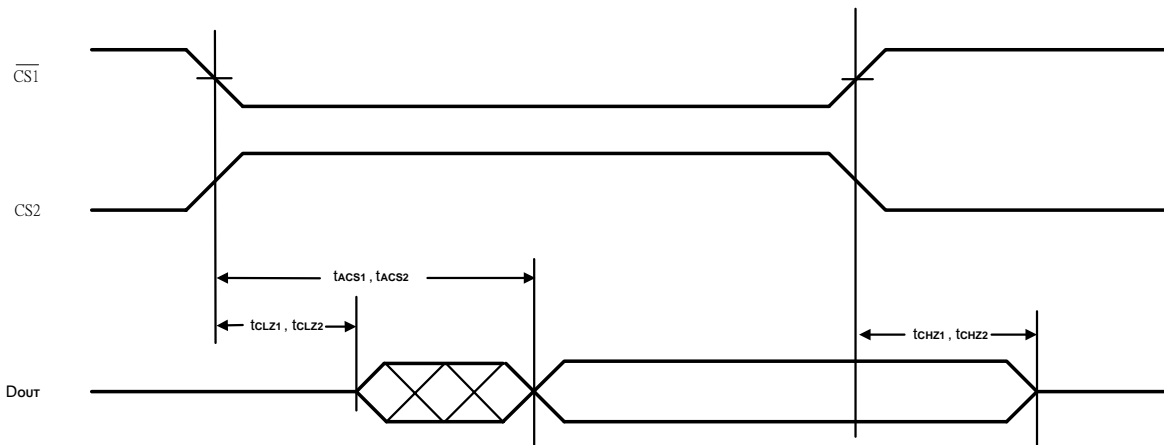 CS1
CS2
tACS1 , tACS2
tCLZ1 , tCLZ2
tCHZ1 , tCHZ2
DOUT